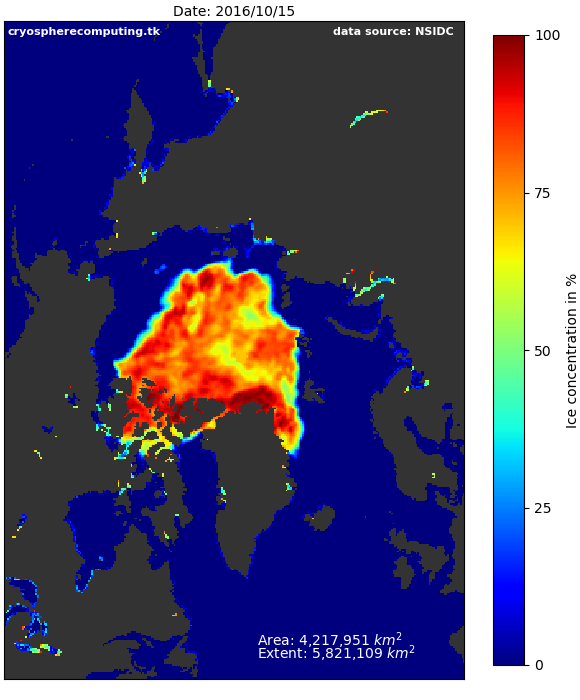 Date: 2016/10/15
cryospherecomputing.tk
data source: NSIDC
100
75
50
25
0
Ice concentration in %
Area: 4,217,951 km²
Extent: 5,821,109 km²